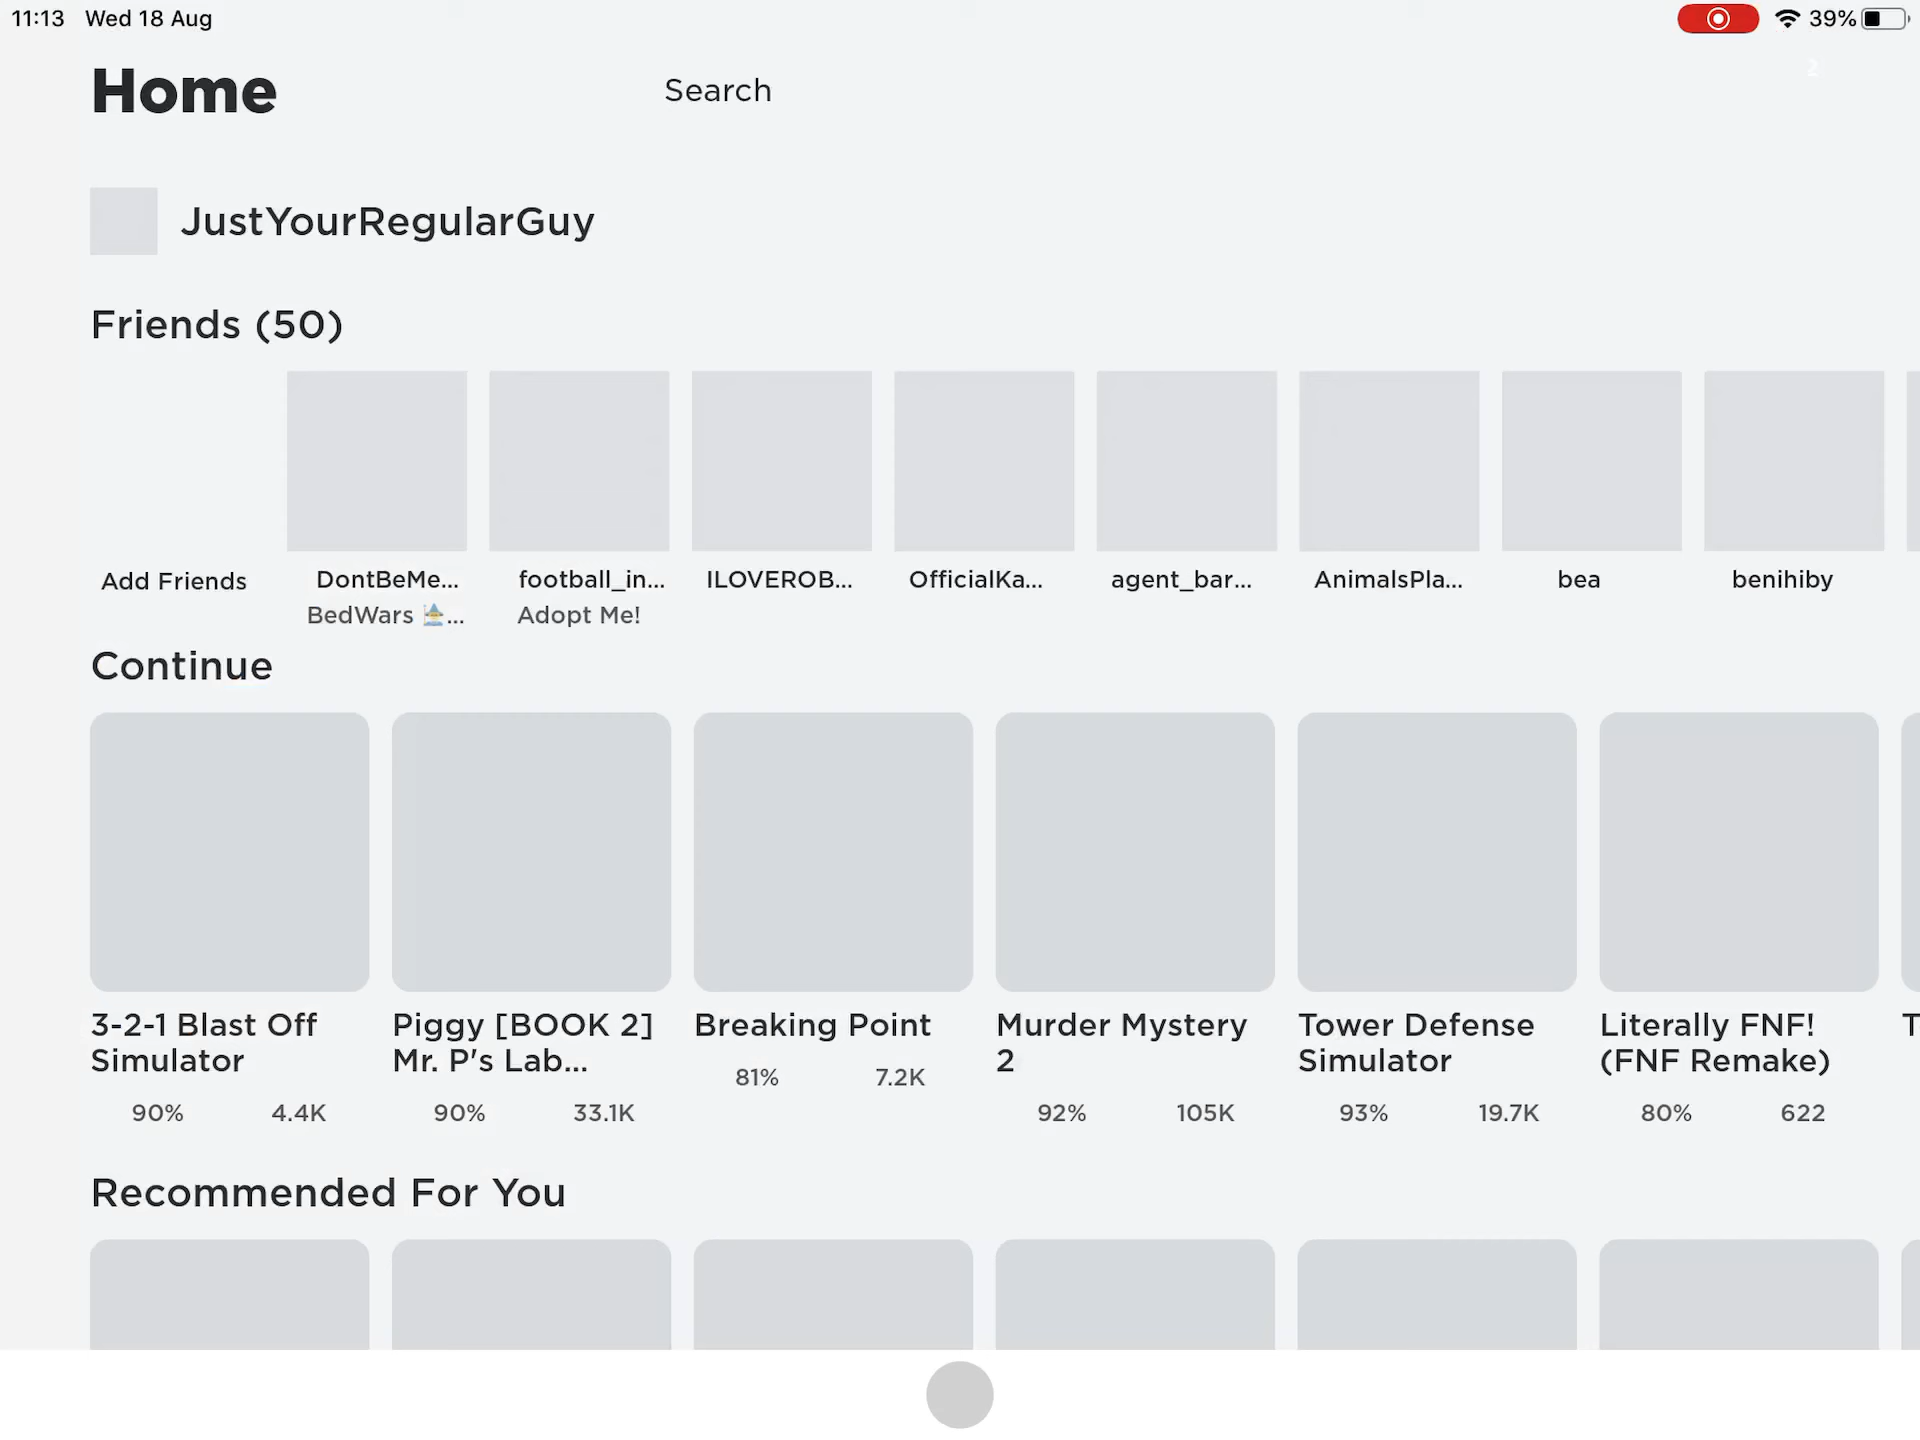 11:13 Wed 18 Aug 39%
2
Home Search
JustYourRegularGuy
Friends (50)
Add Friends DontBeMe... football_in... ILOVEROB... OfficialKa... agent_bar... AnimalsPla... bea benihiby
BedWars 🧙‍♂️... Adopt Me!
Continue
3-2-1 Blast Off Piggy [BOOK 2] Breaking Point Murder Mystery Tower Defense Literally FNF! T
Simulator Mr. P's Lab... 2 Simulator (FNF Remake)
81% 7.2K
90% 4.4K 90% 33.1K 92% 105K 93% 19.7K 80% 622
Recommended For You